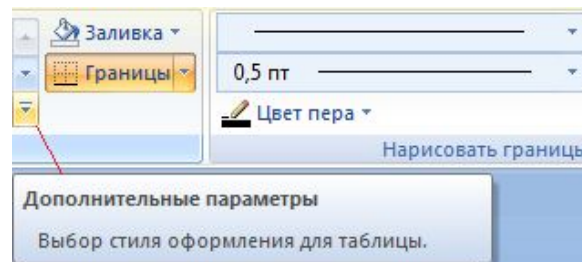 Заливка
Границы
0,5 пт
Цвет пера
Нарисовать границы
Дополнительные параметры
Выбор стиля оформления для таблицы.